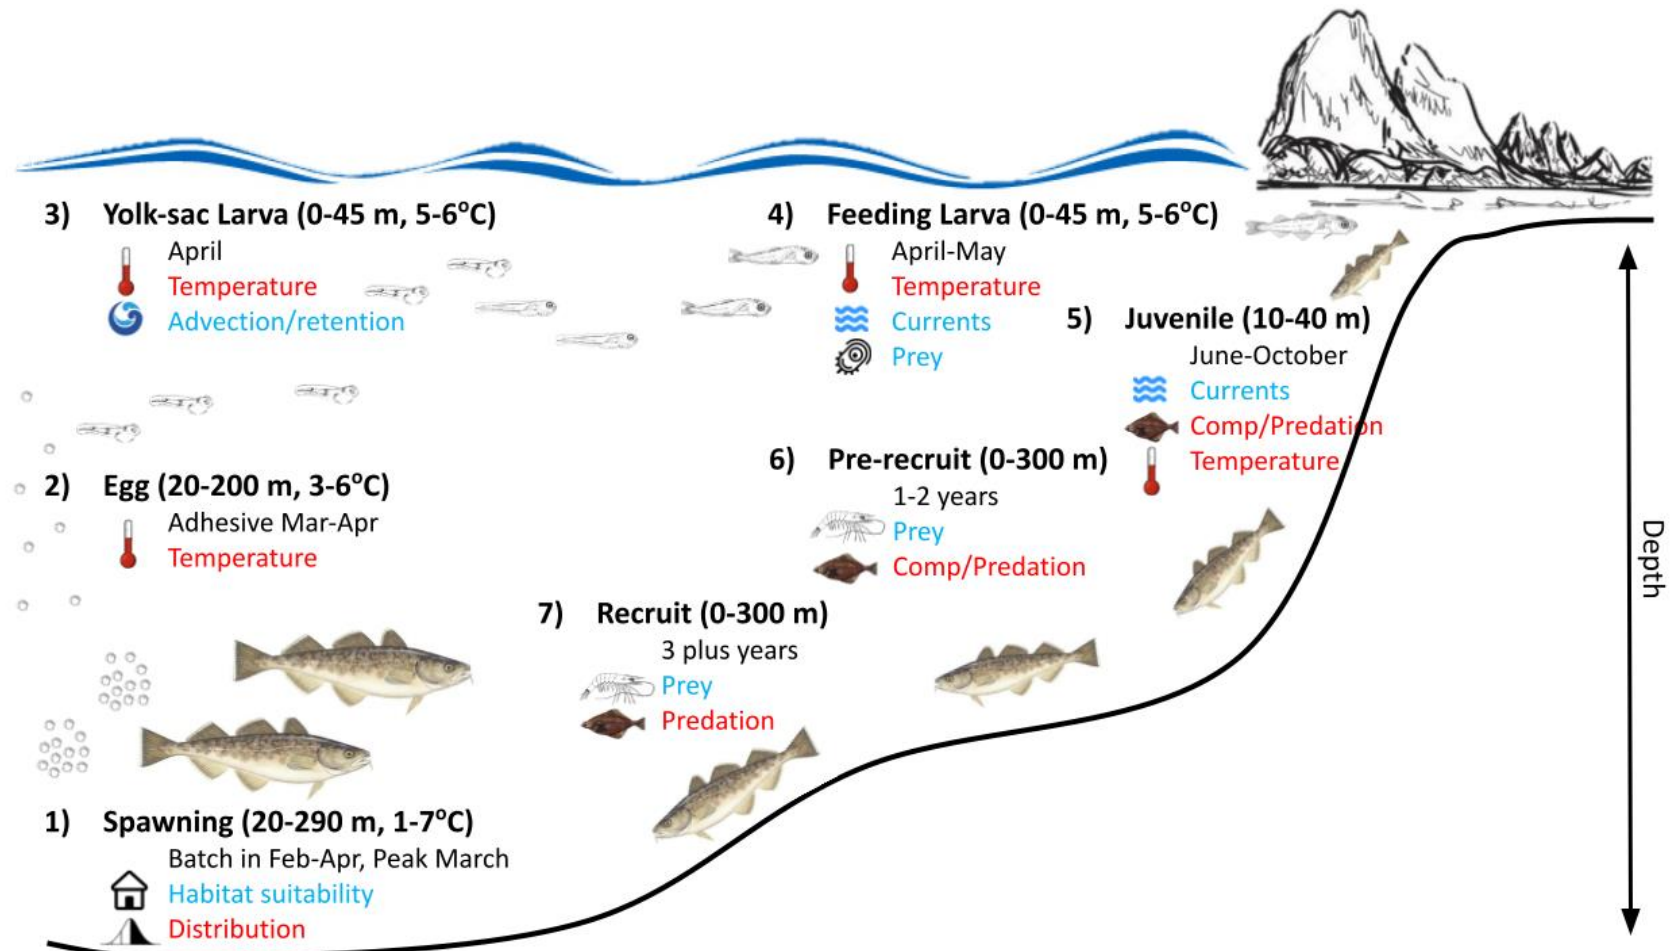 3) Yolk-sac Larva (0-45 m, 5-6°C)
April
Temperature
Advection/retention
4) Feeding Larva (0-45 m, 5-6°C)
April-May
Temperature
Currents
Prey
5) Juvenile (10-40 m)
June-October
Currents
Comp/Predation
Temperature
2) Egg (20-200 m, 3-6°C)
Adhesive Mar-Apr
Temperature
6) Pre-recruit (0-300 m)
1-2 years
Prey
Comp/Predation
7) Recruit (0-300 m)
3 plus years
Prey
Predation
1) Spawning (20-290 m, 1-7°C)
Batch in Feb-Apr, Peak March
Habitat suitability
Distribution
Depth